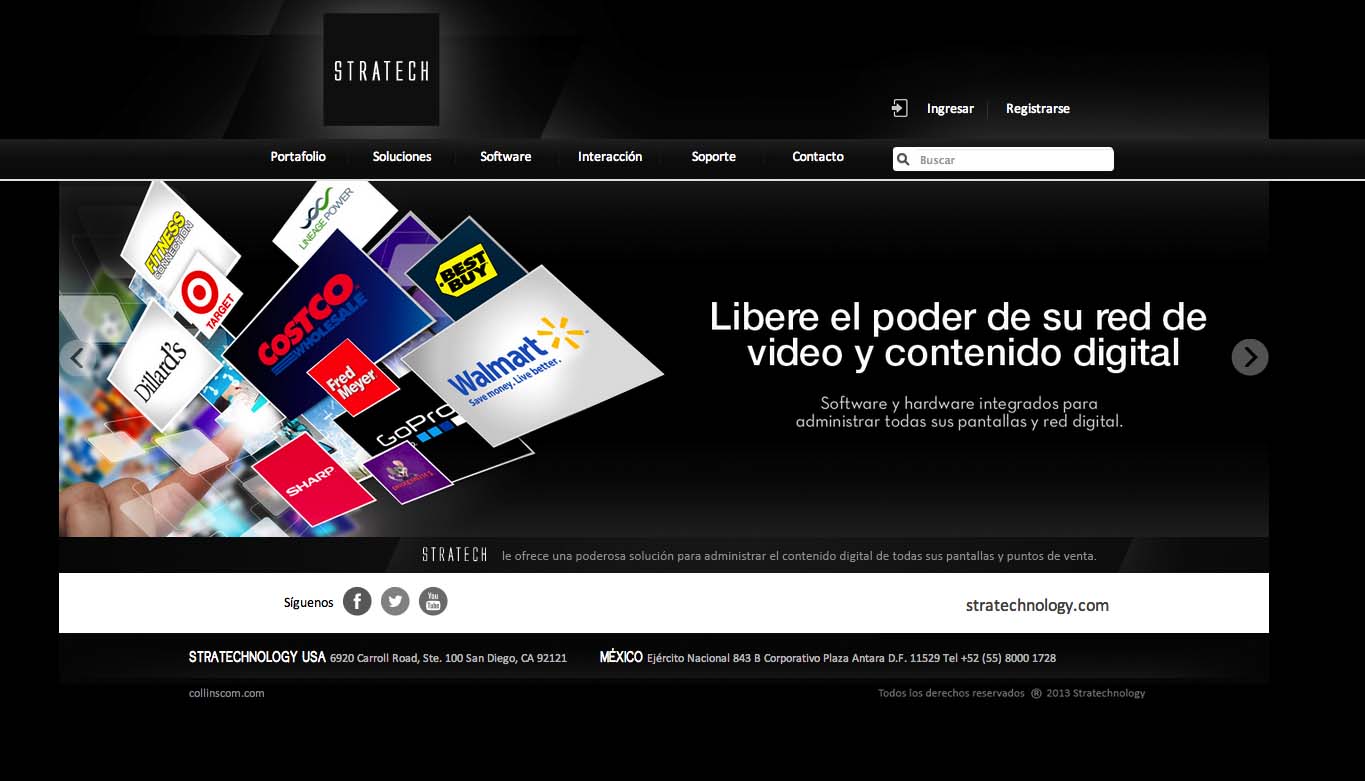 STRATECH
Ingresar
Registrarse
Portafolio
Soluciones
Software
Interacción
Soporte
Contacto
Buscar
FITNESS
CONNECTION
LINEAGE POWER
TARGET
COSTCO
WHOLESALE
BEST
BUY
Dillard's
Fred
Meyer
Walmart
Save money. Live better.
GoPro
SHARP
Libere el poder de su red de
video y contenido digital
Software y hardware integrados para
administrar todas sus pantallas y red digital.
STRATECH le ofrece una poderosa solución para administrar el contenido digital de todas sus pantallas y puntos de venta.
Síguenos
You
Tube
stratechnology.com
STRATECHNOLOGY USA 6920 Carroll Road, Ste. 100 San Diego, CA 92121
MÉXICO Ejército Nacional 843 B Corporativo Plaza Antara D.F. 11529 Tel +52 (55) 8000 1728
collinscom.com
Todos los derechos reservados ® 2013 Stratechnology